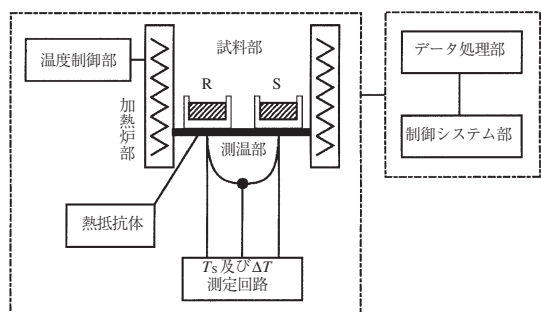 温度制御部
試料部
R
S
加熱炉部
測温部
熱抵抗体
Ts及びΔT
測定回路
データ処理部
制御システム部